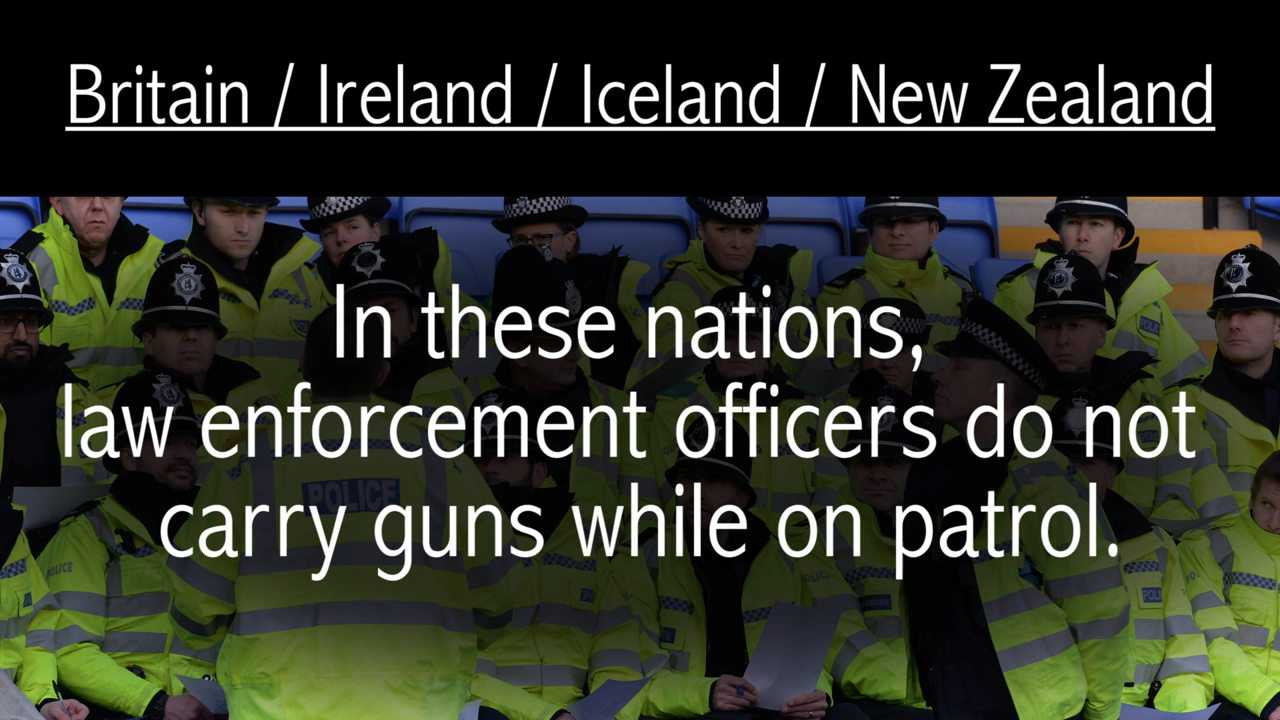 Britain / Ireland / Iceland / New Zealand
In these nations,
law enforcement officers do not
carry guns while on patrol.
POLICE
POLICE